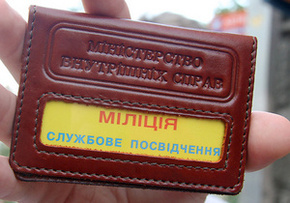 МІНІСТЕРСТВО
ВНУТРІШНІХ СПРАВ
МІЛІЦІЯ
СЛУЖБОВЕ ПОСВІДЧЕННЯ